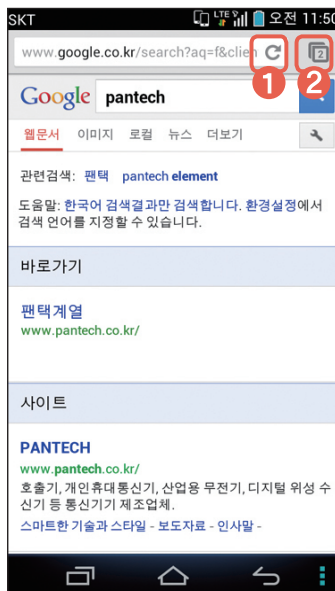 SKT LTE 오전 11:50
www.google.co.kr/search?aq=f&clien
2
1 2
Google pantech
웹문서 이미지 로컬 뉴스 더보기
관련검색: 팬택 pantech element
도움말: 한국어 검색결과만 검색합니다. 환경설정에서
검색 언어를 지정할 수 있습니다.
바로가기
팬택계열
www.pantech.co.kr/
사이트
PANTECH
www.pantech.co.kr/
호출기, 개인휴대통신기, 산업용 무전기, 디지털 위성 수
신기 등 통신기기 제조업체.
스마트한 기술과 스타일 - 보도자료 - 인사말 -